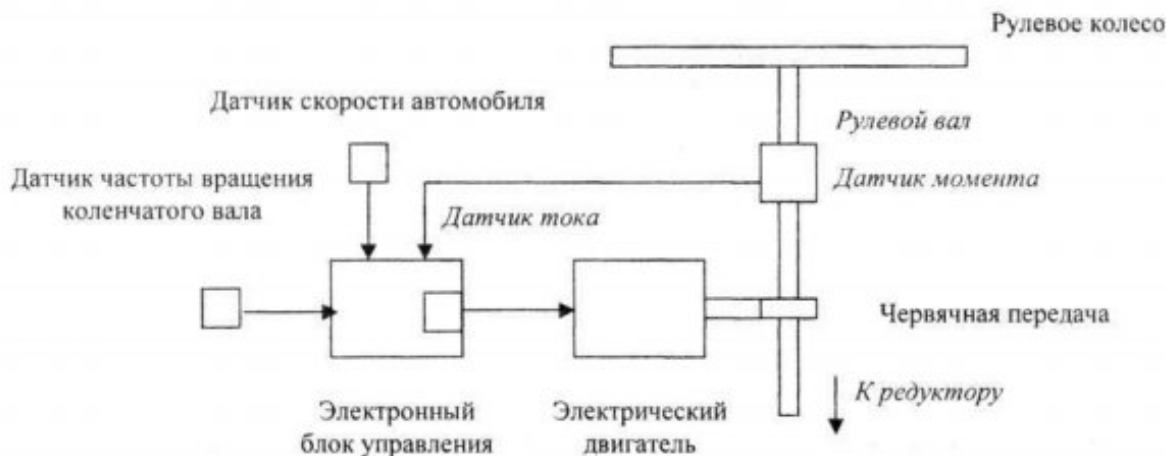 Рулевое колесо
Датчик скорости автомобиля
Рулевой вал
Датчик частоты вращения
коленчатого вала
Датчик момента
Датчик тока
Червячная передача
К редуктору
Электронный
блок управления
Электрический
двигатель